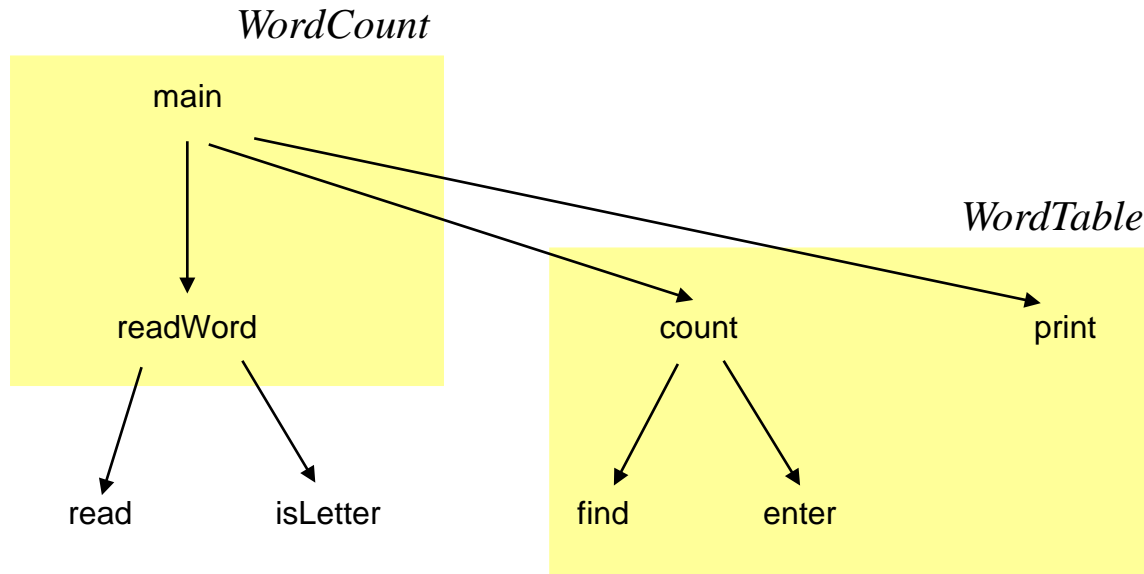 WordCount
main
WordTable
readWord count print
read isLetter find enter